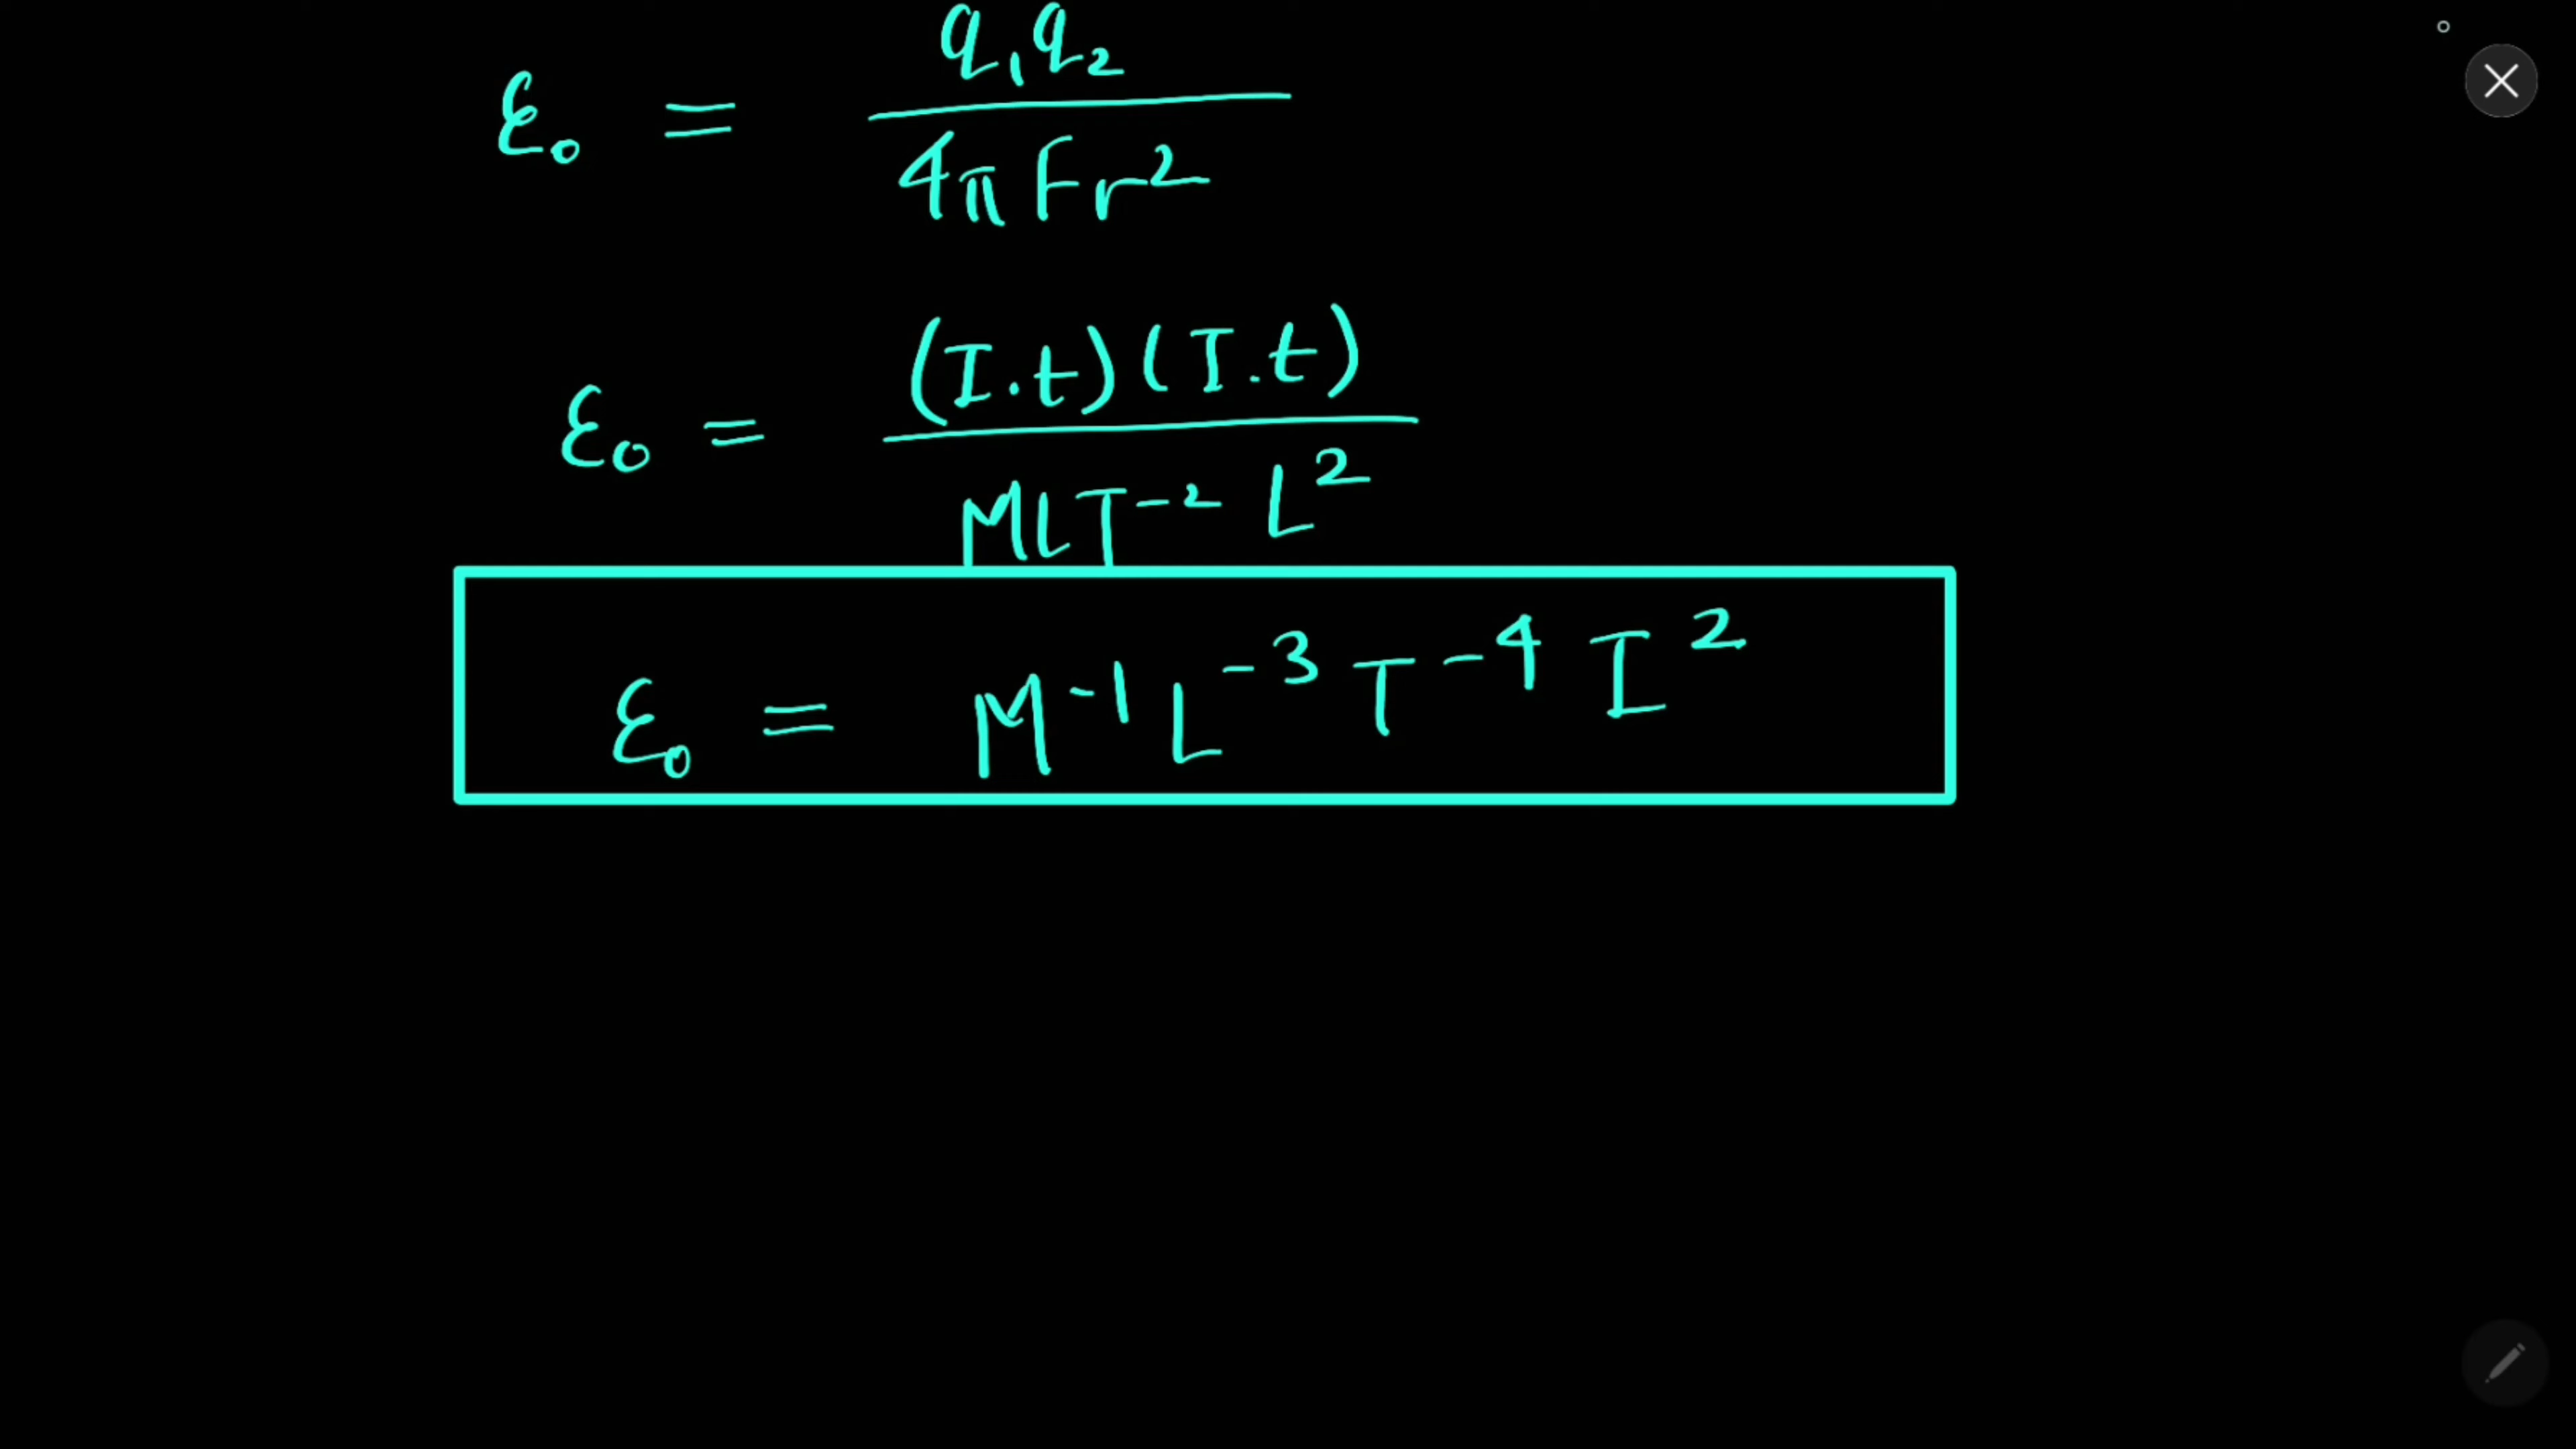 ε₀ = q₁q₂ / 4πFr²
ε₀ = (I.t)(I.t) / MLT⁻² L²
ε₀ = M⁻¹ L⁻³ T⁻⁴ I²